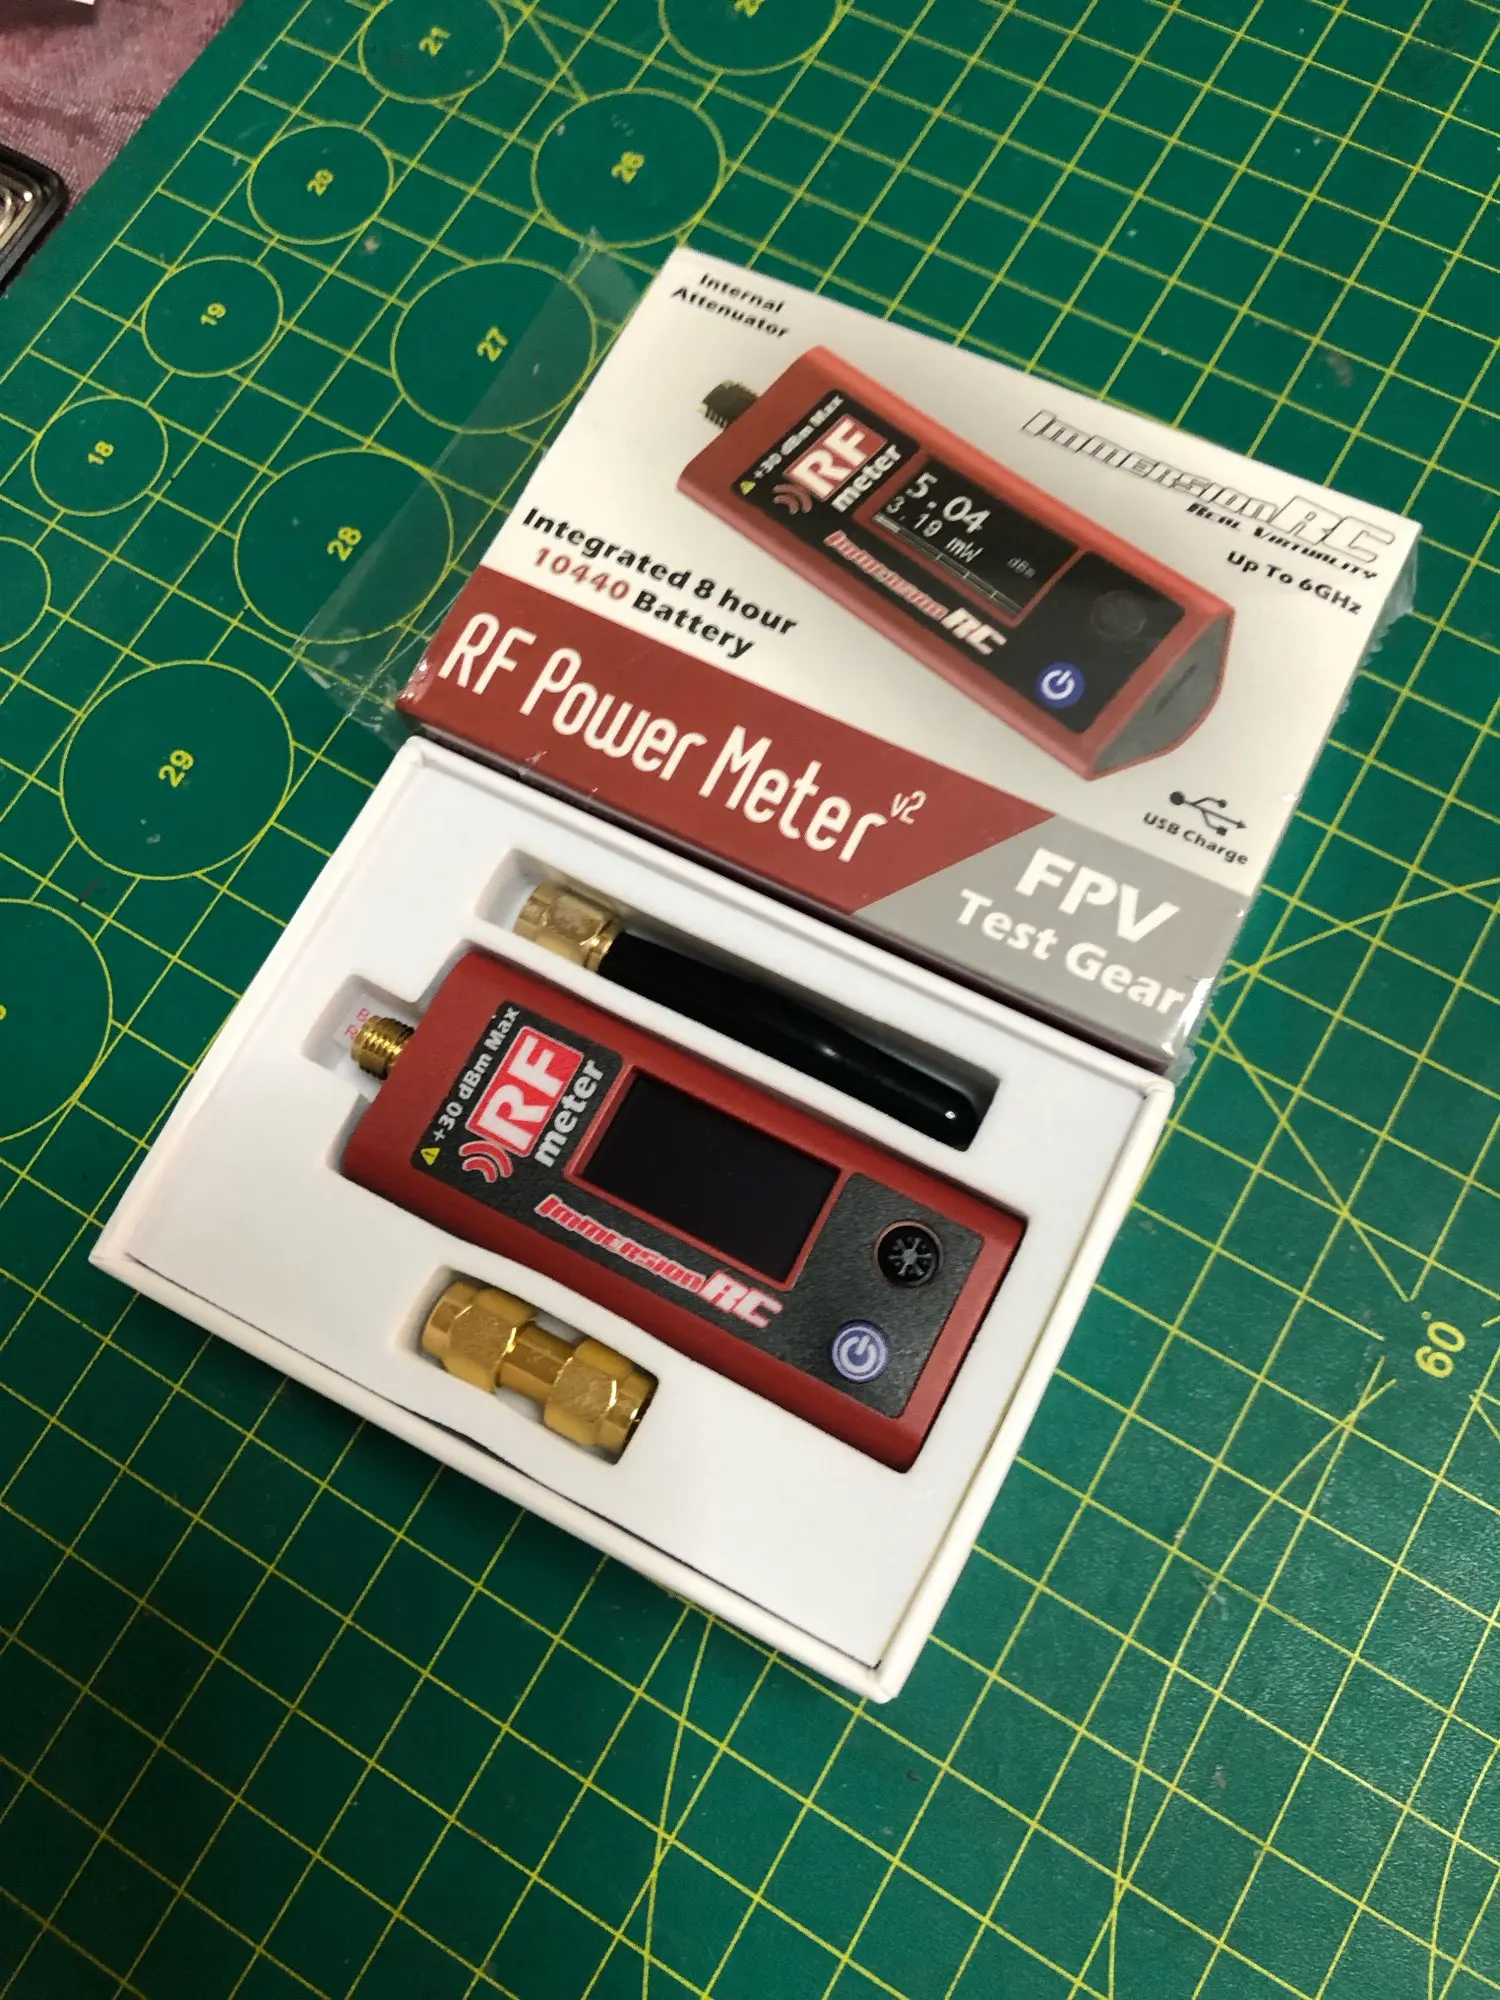 21
26
20
27
19
18
28
29
Internal
Attenuator
ImmersionRC
Real Virtuality
Up To 6GHz
+30 dBm Max
RF
meter
5.04
dBm
3.19 mW
ImmersionRC
Integrated 8 hour
10440 Battery
RF Power Meter v2
USB Charge
FPV
Test Gear
+30 dBm Max
RF
meter
ImmersionRC
60